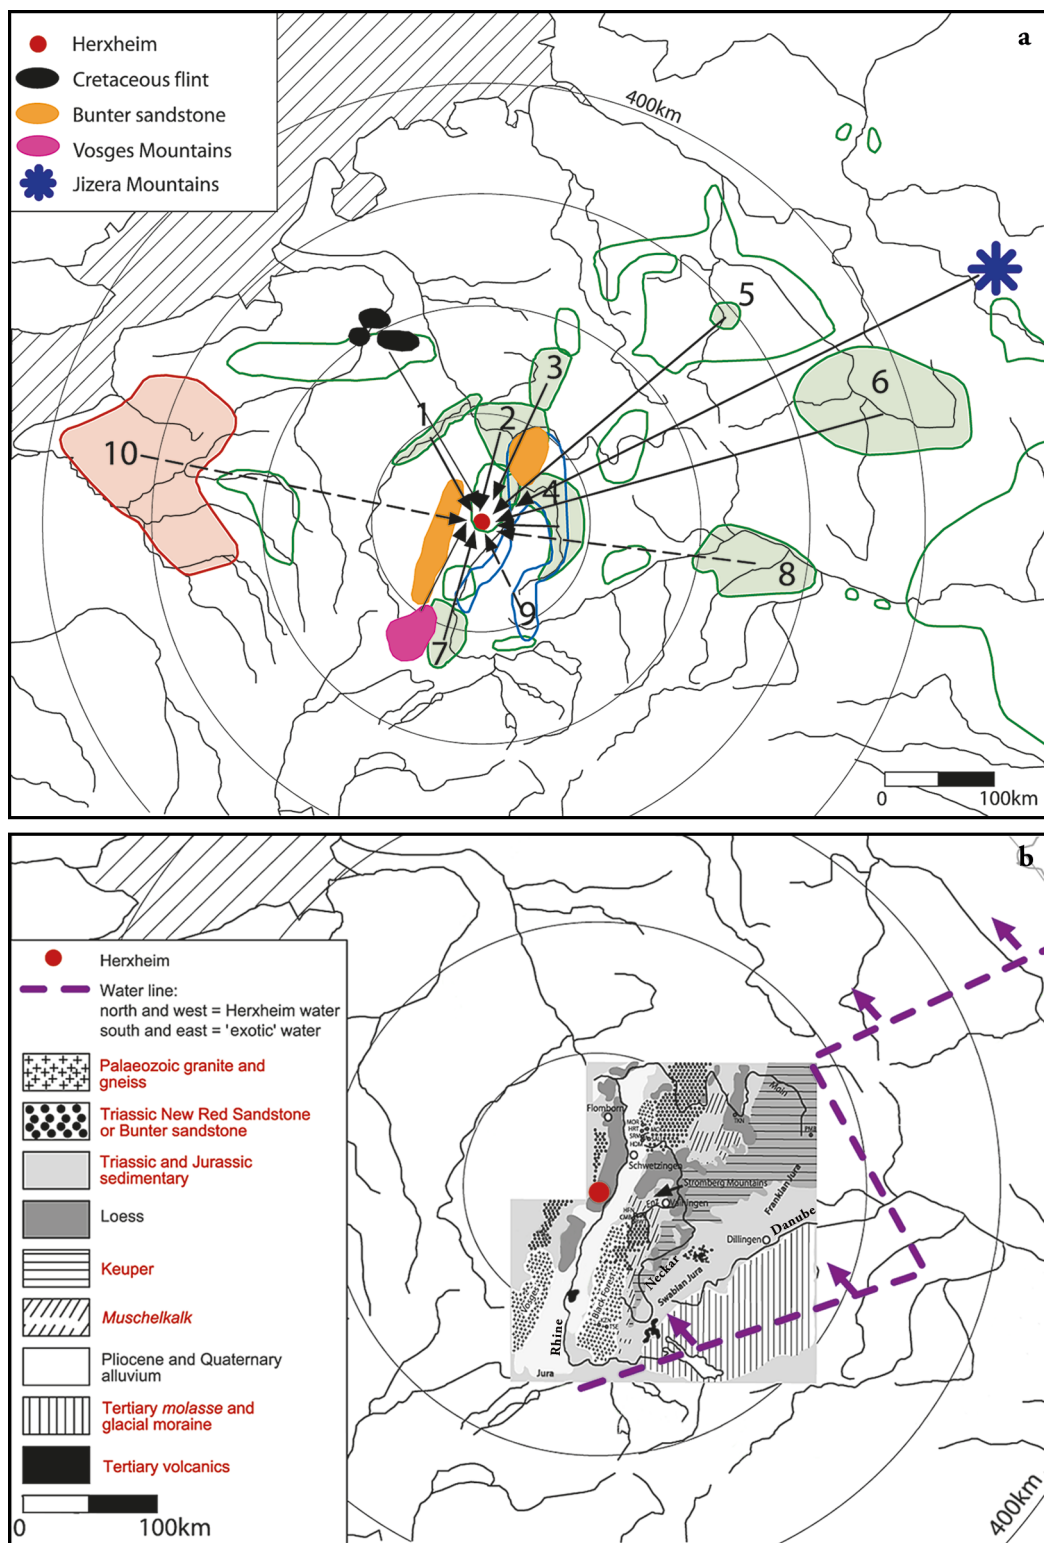 a
Herxheim
Cretaceous flint
Bunter sandstone
Vosges Mountains
Jizera Mountains
400km
5
3
6
1
2
10
4
8
9
7
0
100km
b
Herxheim
Water line:
north and west = Herxheim water
south and east = 'exotic' water
Palaeozoic granite and
gneiss
Triassic New Red Sandstone
or Bunter sandstone
Triassic and Jurassic
sedimentary
Loess
Keuper
Muschelkalk
Pliocene and Quaternary
alluvium
Tertiary molasse and
glacial moraine
Tertiary volcanics
0
100km
Flomborn
Main
Schwetzingen
Stromberg Mountains
Franklan Jura
Danube
Dillingen
Neckar
Swabian Jura
Black Forest
Vosges
Rhine
Jura
400km